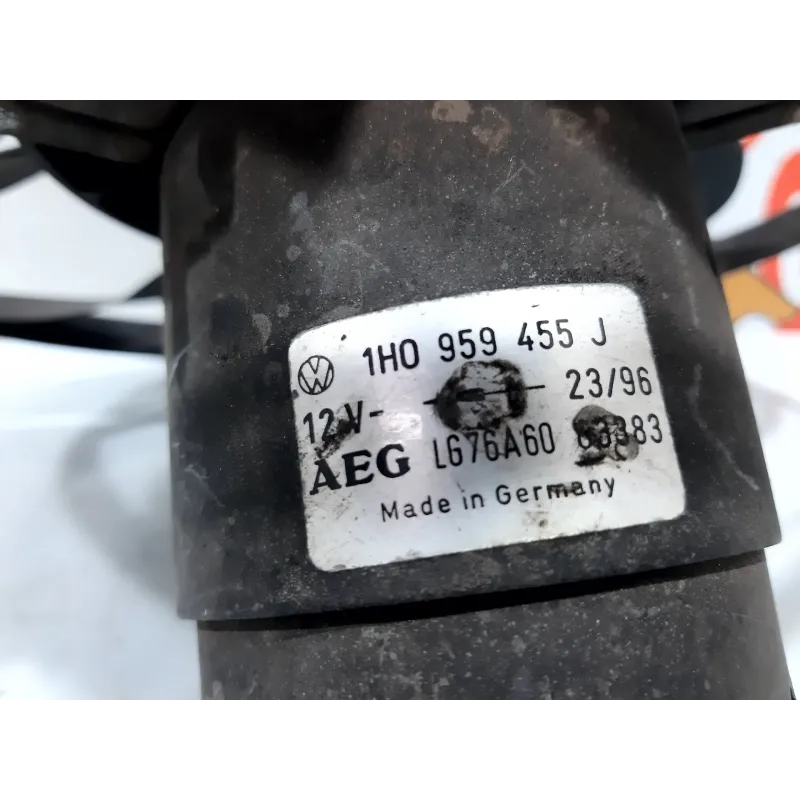 1H0 959 455 J
12V- 23/96
AEG L676A60
Made in Germany